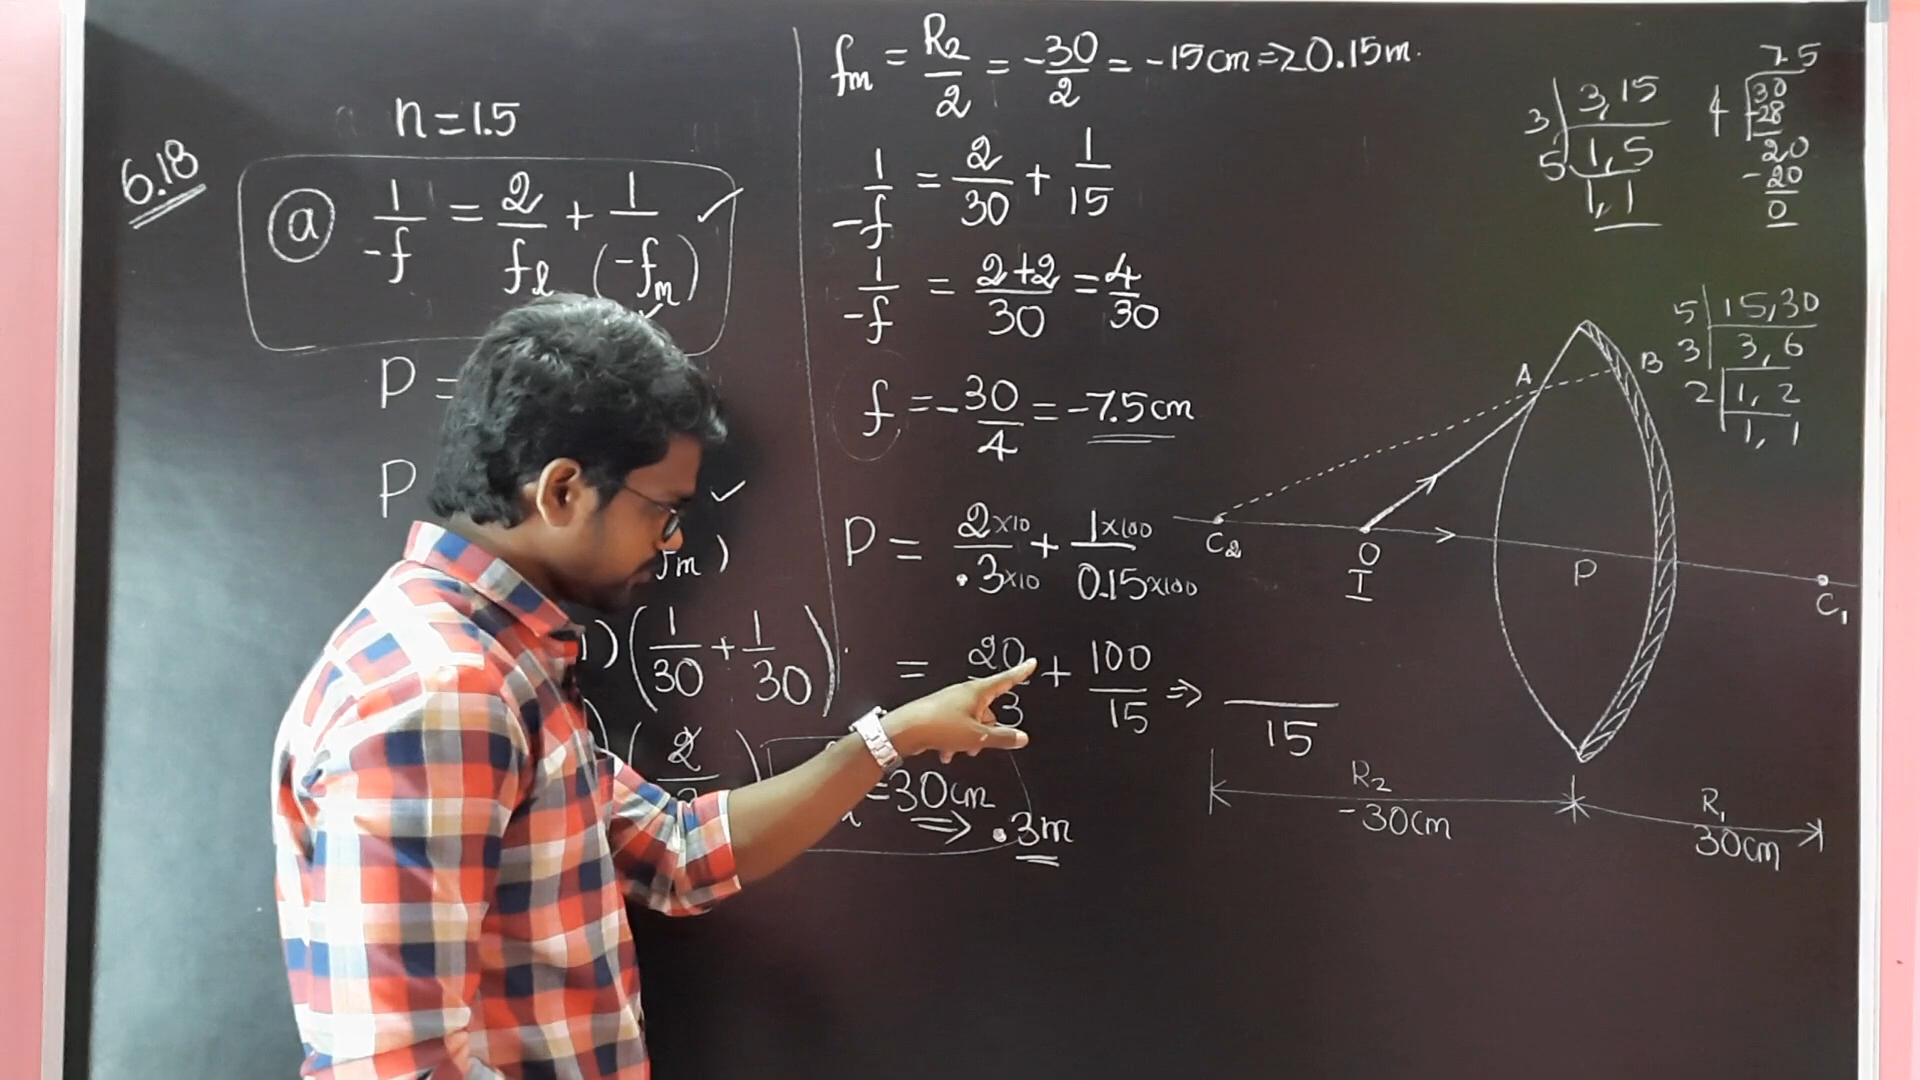 6.18
n = 1.5
(a) 1/-f = 2/fl + 1/(-fm) ✓
P =
P ✓
fm)
1)(1/30 + 1/30)
(2/
= 30cm
⇒ .3m
fm = R2/2 = -30/2 = -15cm ⇒ 0.15m.
1/-f = 2/30 + 1/15
1/-f = 2+2/30 = 4/30
f = -30/4 = -7.5cm
P = 2×10/.3×10 + 1×100/0.15×100
= 20/3 + 100/15 ⇒ /15
3 | 3, 15
5 | 1, 5
1, 1
7.5
4 | 30
-28
20
-20
0
5 | 15, 30
3 | 3, 6
2 | 1, 2
1, 1
A
B
C2
O
I
P
C1
R2
-30cm
R1
30cm